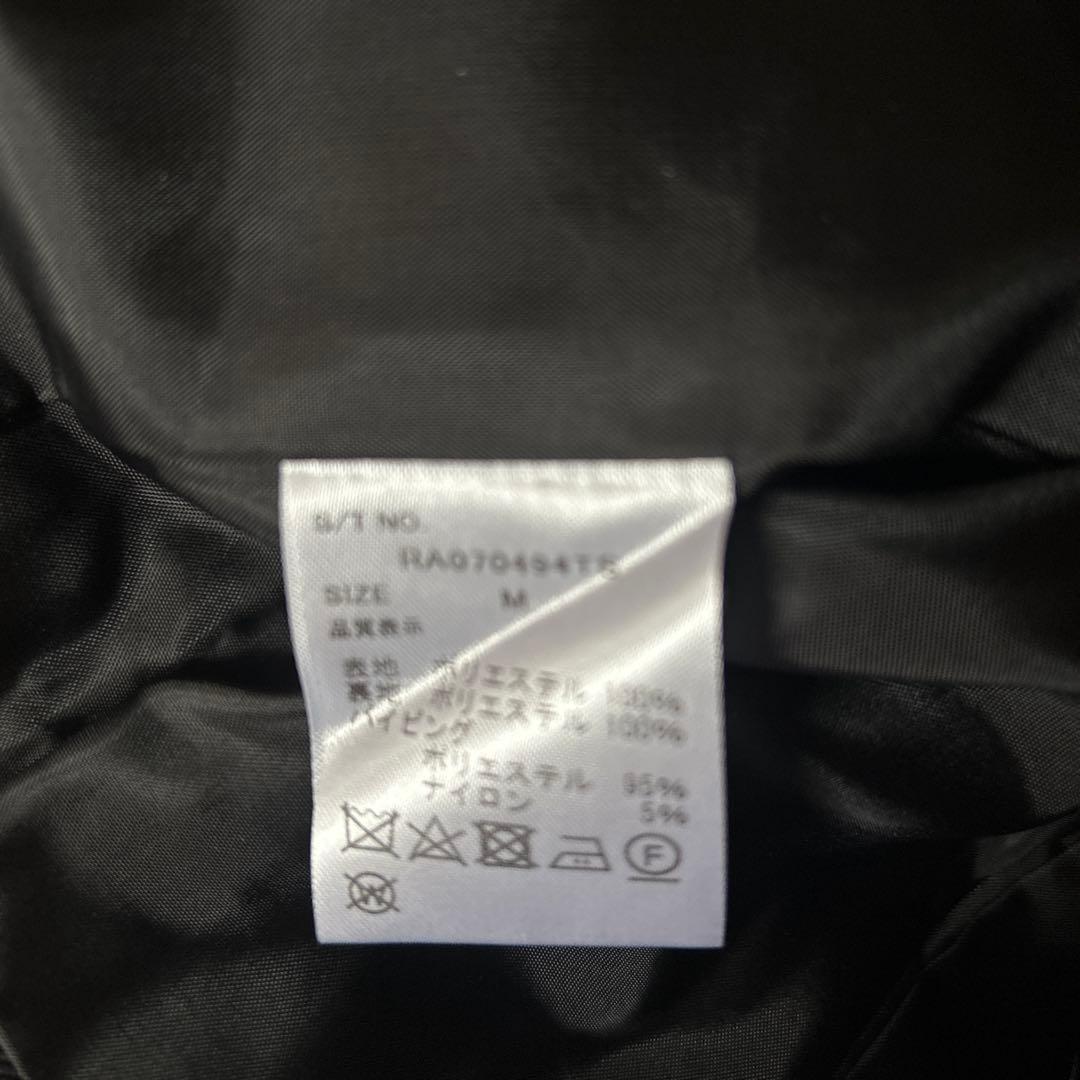 S/T NO.
RA070494TS
SIZE M
品質表示
表地 ポリエステル 100%
裏地 ポリエステル 100%
パイピング
ポリエステル 95%
ナイロン 5%
F
W